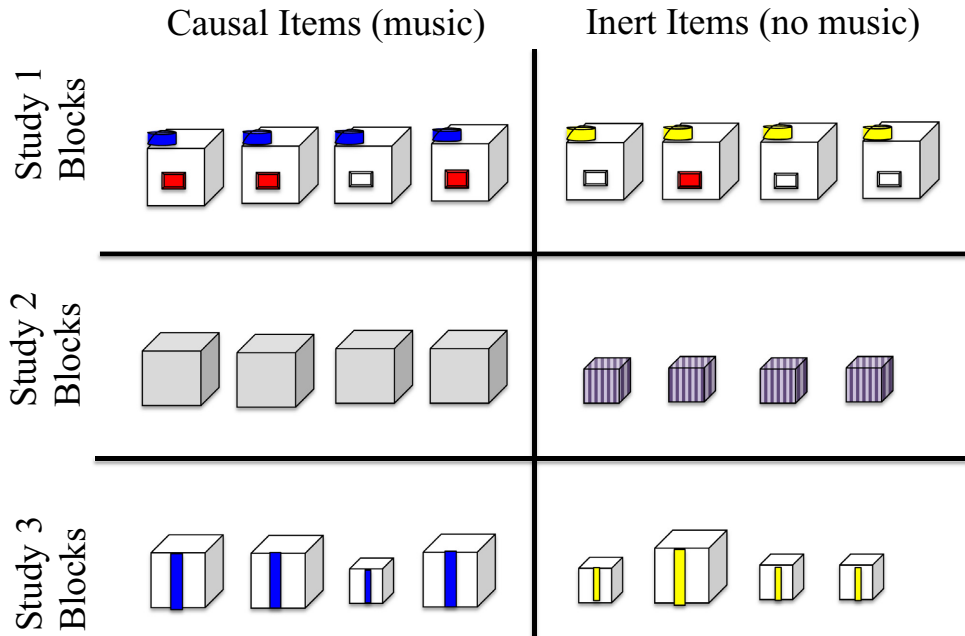 Causal Items (music)
Inert Items (no music)
Study 1
Blocks
Study 2
Blocks
Study 3
Blocks